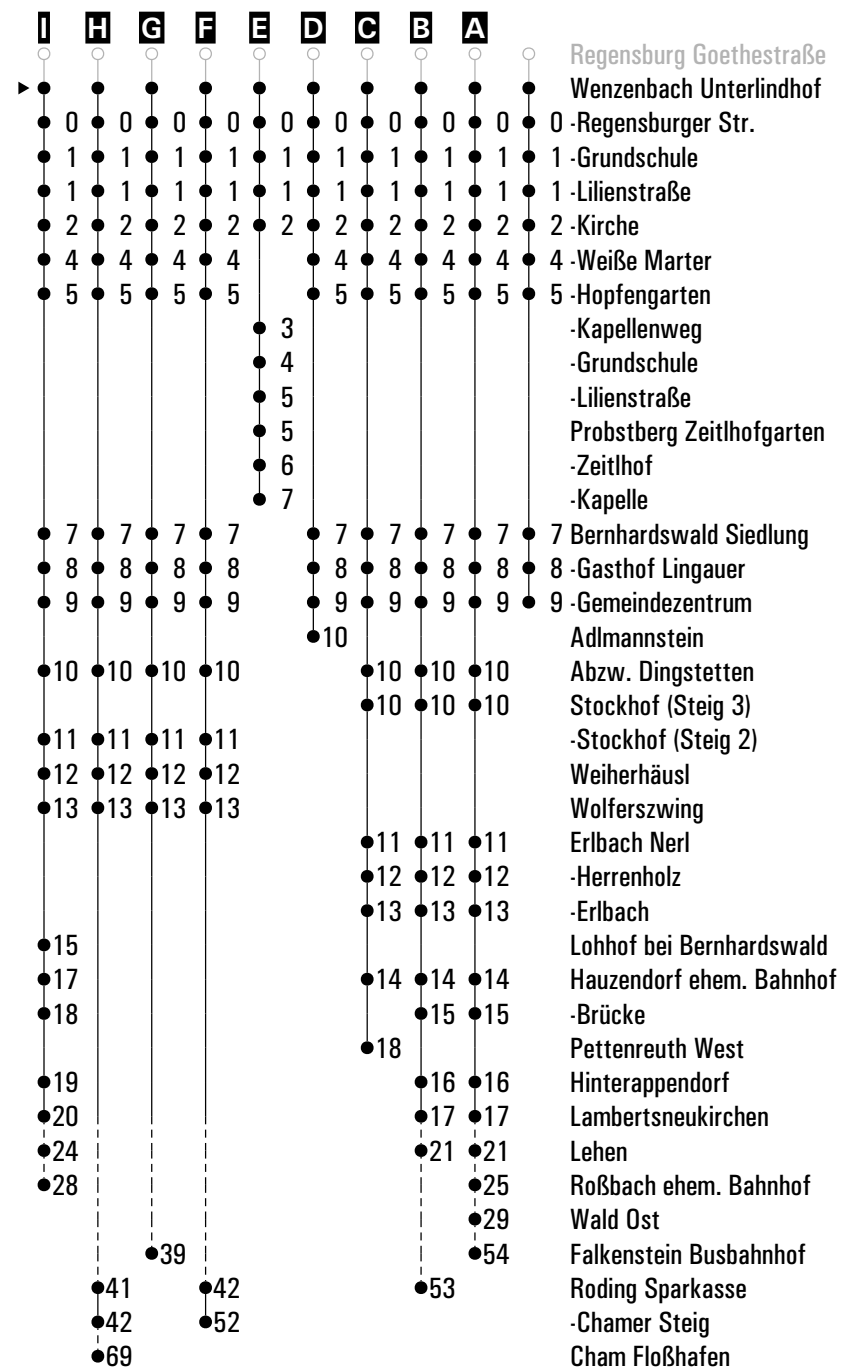 I H G F E D C B A
Regensburg Goethestraße
Wenzenbach Unterlindhof
0 0 0 0 0 0 0 0 0 0 -Regensburger Str.
1 1 1 1 1 1 1 1 1 1 -Grundschule
1 1 1 1 1 1 1 1 1 1 -Lilienstraße
2 2 2 2 2 2 2 2 2 2 -Kirche
4 4 4 4 4 4 4 4 4 -Weiße Marter
5 5 5 5 5 5 5 5 5 -Hopfengarten
3 -Kapellenweg
4 -Grundschule
5 -Lilienstraße
5 Probstberg Zeitlhofgarten
6 -Zeitlhof
7 -Kapelle
7 7 7 7 7 7 7 7 7 Bernhardswald Siedlung
8 8 8 8 8 8 8 8 8 -Gasthof Lingauer
9 9 9 9 9 9 9 9 9 -Gemeindezentrum
10 Adlmannstein
10 10 10 10 10 10 10 Abzw. Dingstetten
10 10 10 Stockhof (Steig 3)
11 11 11 11 -Stockhof (Steig 2)
12 12 12 12 Weiherhäusl
13 13 13 13 Wolferszwing
11 11 11 Erlbach Nerl
12 12 12 -Herrenholz
13 13 13 -Erlbach
15 Lohhof bei Bernhardswald
17 14 14 14 Hauzendorf ehem. Bahnhof
18 15 15 -Brücke
18 Pettenreuth West
19 16 16 Hinterappendorf
20 17 17 Lambertsneukirchen
24 21 21 Lehen
28 25 Roßbach ehem. Bahnhof
29 Wald Ost
39 54 Falkenstein Busbahnhof
41 42 53 Roding Sparkasse
42 52 -Chamer Steig
69 Cham Floßhafen